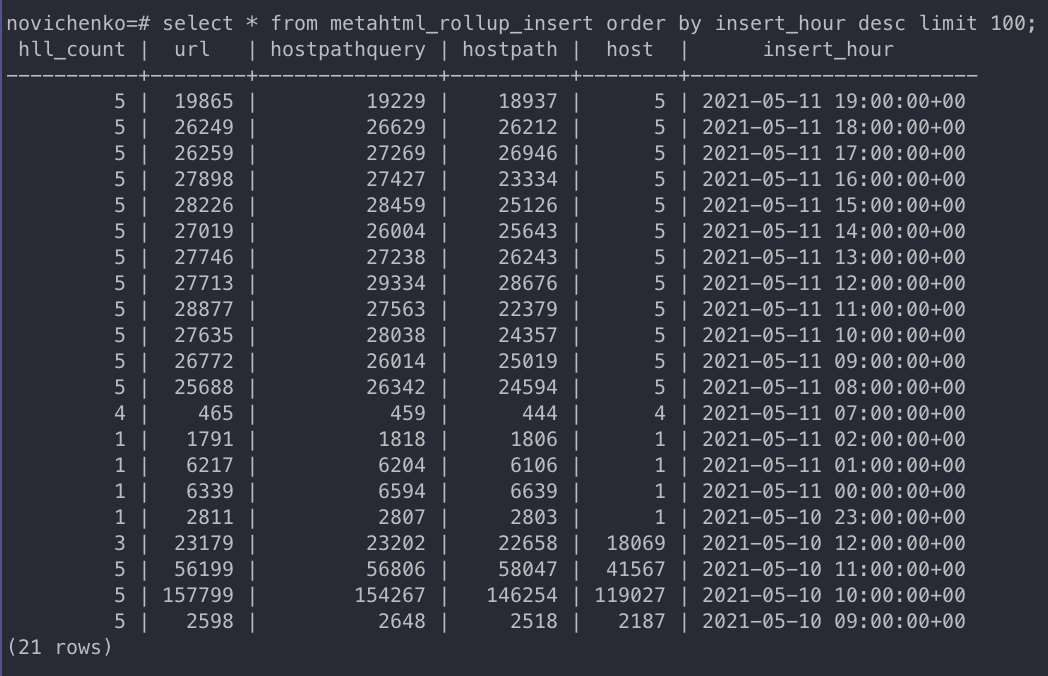 novichenko=# select * from metahtml_rollup_insert order by insert_hour desc limit 100;
 hll_count |  url   | hostpathquery | hostpath |  host  |      insert_hour
-----------+--------+---------------+----------+--------+------------------------
         5 |  19865 |         19229 |    18937 |      5 | 2021-05-11 19:00:00+00
         5 |  26249 |         26629 |    26212 |      5 | 2021-05-11 18:00:00+00
         5 |  26259 |         27269 |    26946 |      5 | 2021-05-11 17:00:00+00
         5 |  27898 |         27427 |    23334 |      5 | 2021-05-11 16:00:00+00
         5 |  28226 |         28459 |    25126 |      5 | 2021-05-11 15:00:00+00
         5 |  27019 |         26004 |    25643 |      5 | 2021-05-11 14:00:00+00
         5 |  27746 |         27238 |    26243 |      5 | 2021-05-11 13:00:00+00
         5 |  27713 |         29334 |    28676 |      5 | 2021-05-11 12:00:00+00
         5 |  28877 |         27563 |    22379 |      5 | 2021-05-11 11:00:00+00
         5 |  27635 |         28038 |    24357 |      5 | 2021-05-11 10:00:00+00
         5 |  26772 |         26014 |    25019 |      5 | 2021-05-11 09:00:00+00
         5 |  25688 |         26342 |    24594 |      5 | 2021-05-11 08:00:00+00
         4 |    465 |           459 |      444 |      4 | 2021-05-11 07:00:00+00
         1 |   1791 |          1818 |     1806 |      1 | 2021-05-11 02:00:00+00
         1 |   6217 |          6204 |     6106 |      1 | 2021-05-11 01:00:00+00
         1 |   6339 |          6594 |     6639 |      1 | 2021-05-11 00:00:00+00
         1 |   2811 |          2807 |     2803 |      1 | 2021-05-10 23:00:00+00
         3 |  23179 |         23202 |    22658 |  18069 | 2021-05-10 12:00:00+00
         5 |  56199 |         56806 |    58047 |  41567 | 2021-05-10 11:00:00+00
         5 | 157799 |        154267 |   146254 | 119027 | 2021-05-10 10:00:00+00
         5 |   2598 |          2648 |     2518 |   2187 | 2021-05-10 09:00:00+00
(21 rows)